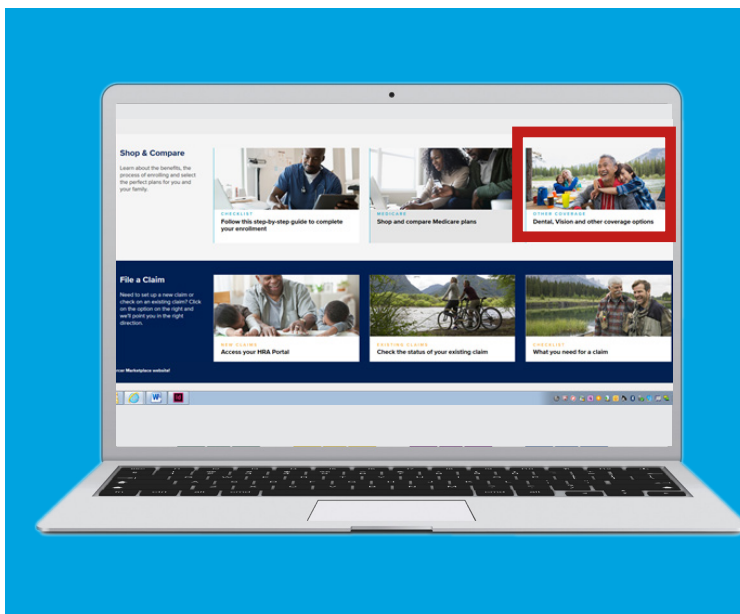 Shop & Compare
Learn about the benefits, the
process of enrolling and select
the perfect plans for you and
your family.
CHECKLIST
Follow this step-by-step guide to complete
your enrollment
MEDICARE
Shop and compare Medicare plans
OTHER COVERAGE
Dental, Vision and other coverage options
File a Claim
Need to set up a new claim or
check on an existing claim? Click
on the option on the right and
we'll point you in the right
direction.
NEW CLAIMS
Access your HRA Portal
EXISTING CLAIMS
Check the status of your existing claim
CHECKLIST
What you need for a claim
Marketplace website!